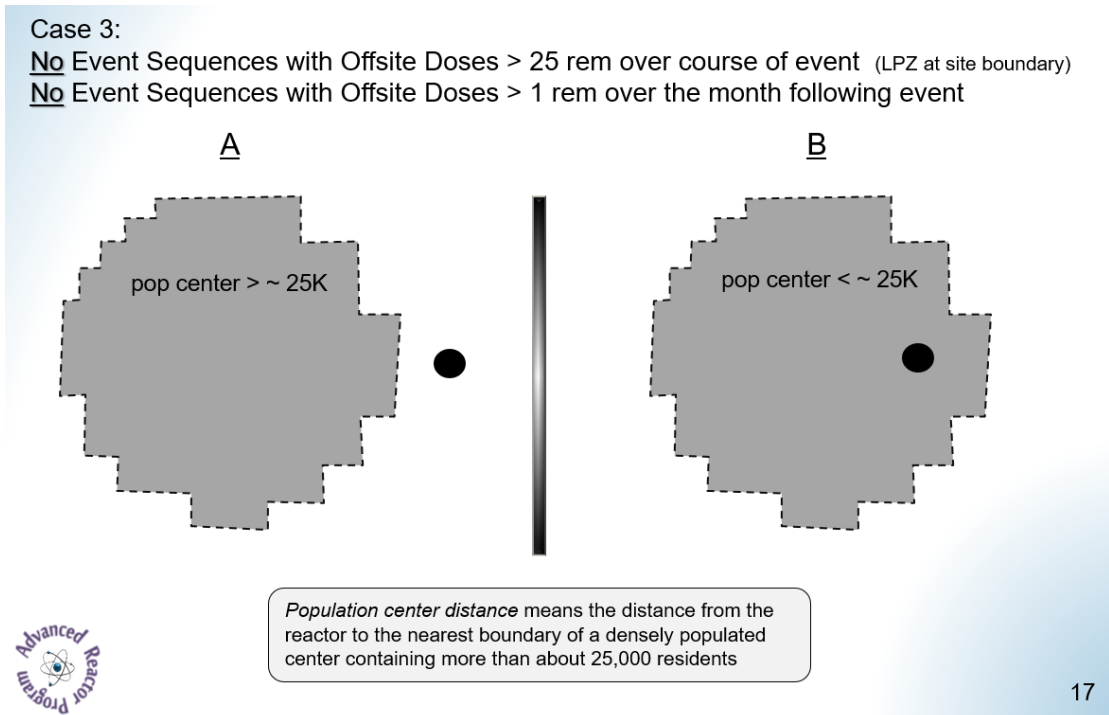 Case 3:
No Event Sequences with Offsite Doses > 25 rem over course of event (LPZ at site boundary)
No Event Sequences with Offsite Doses > 1 rem over the month following event
A
B
pop center > ~ 25K
pop center < ~ 25K
Population center distance means the distance from the
reactor to the nearest boundary of a densely populated
center containing more than about 25,000 residents
Advanced Reactor Program
17